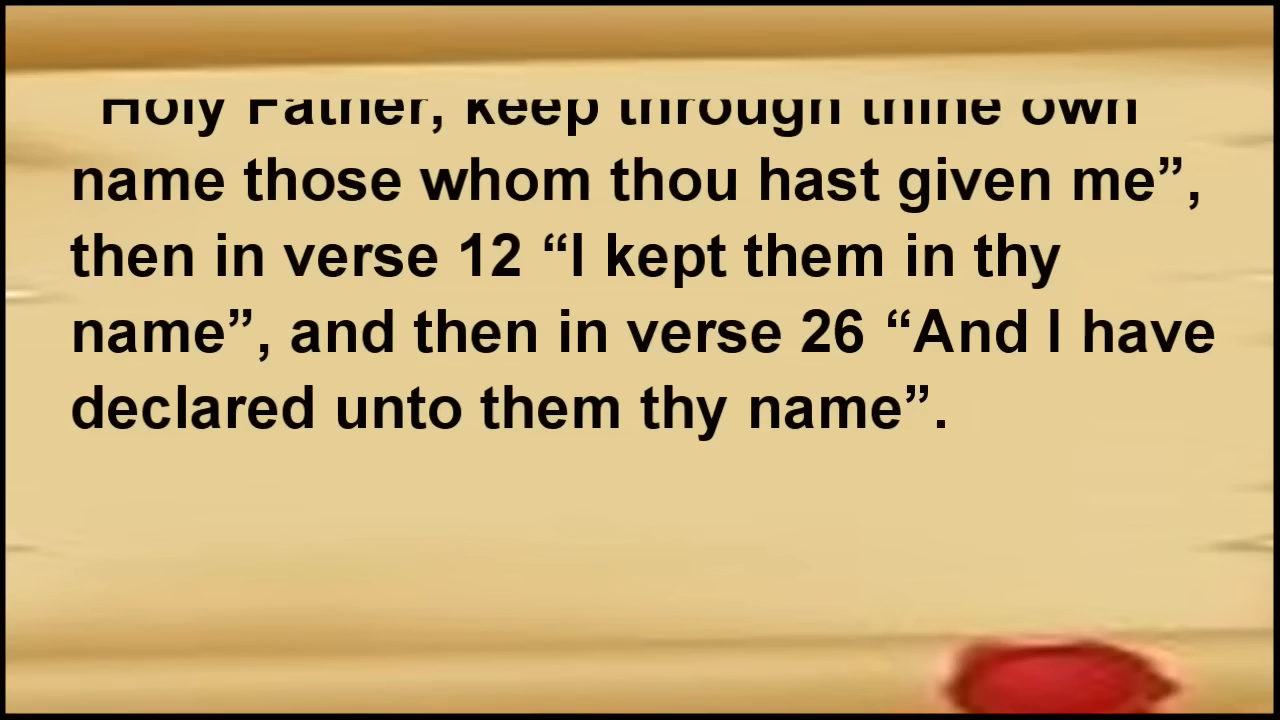 Holy Father, keep through thine own
name those whom thou hast given me”,
then in verse 12 “I kept them in thy
name”, and then in verse 26 “And I have
declared unto them thy name”.